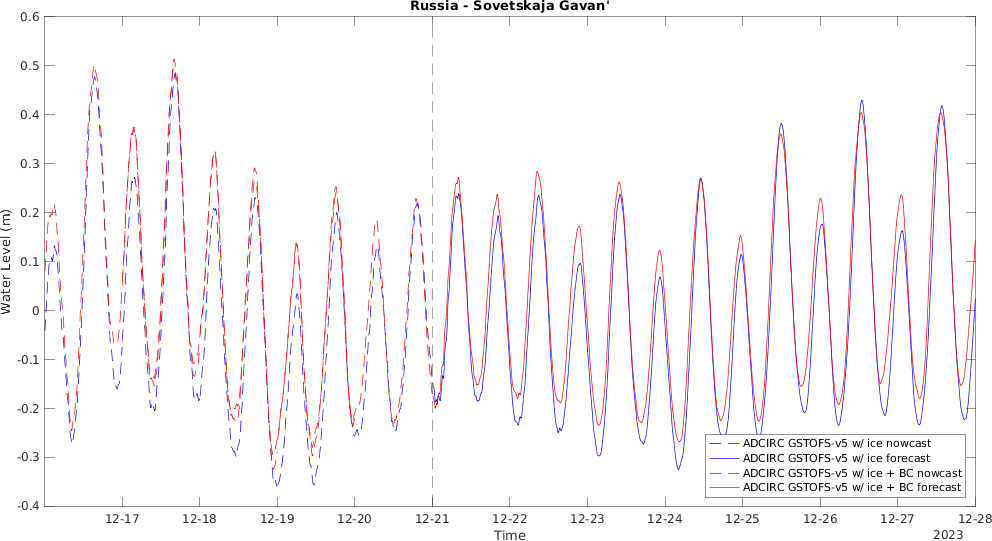 Russia - Sovetskaja Gavan'
0.6
0.5
0.4
0.3
0.2
0.1
0
-0.1
-0.2
-0.3
-0.4
Water Level (m)
ADCIRC GSTOFS-v5 w/ ice nowcast
ADCIRC GSTOFS-v5 w/ ice forecast
ADCIRC GSTOFS-v5 w/ ice + BC nowcast
ADCIRC GSTOFS-v5 w/ ice + BC forecast
12-17 12-18 12-19 12-20 12-21 12-22 12-23 12-24 12-25 12-26 12-27 12-28
Time
2023